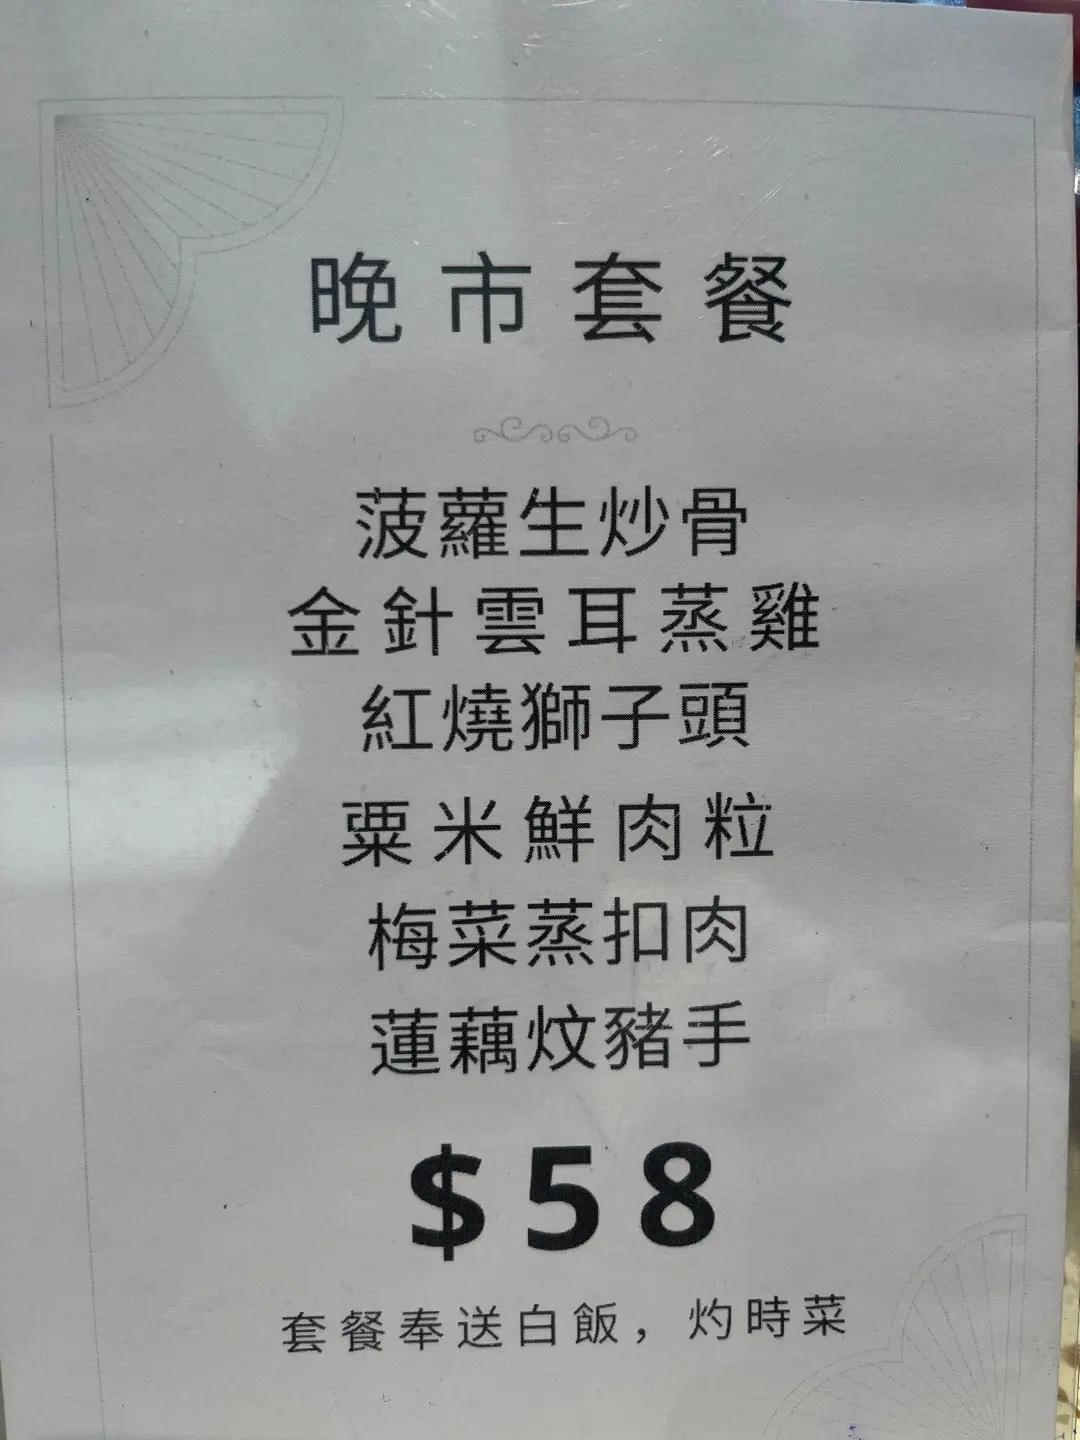 晚市套餐
菠蘿生炒骨
金針雲耳蒸雞
紅燒獅子頭
粟米鮮肉粒
梅菜蒸扣肉
蓮藕炆豬手
$58
套餐奉送白飯，灼時菜